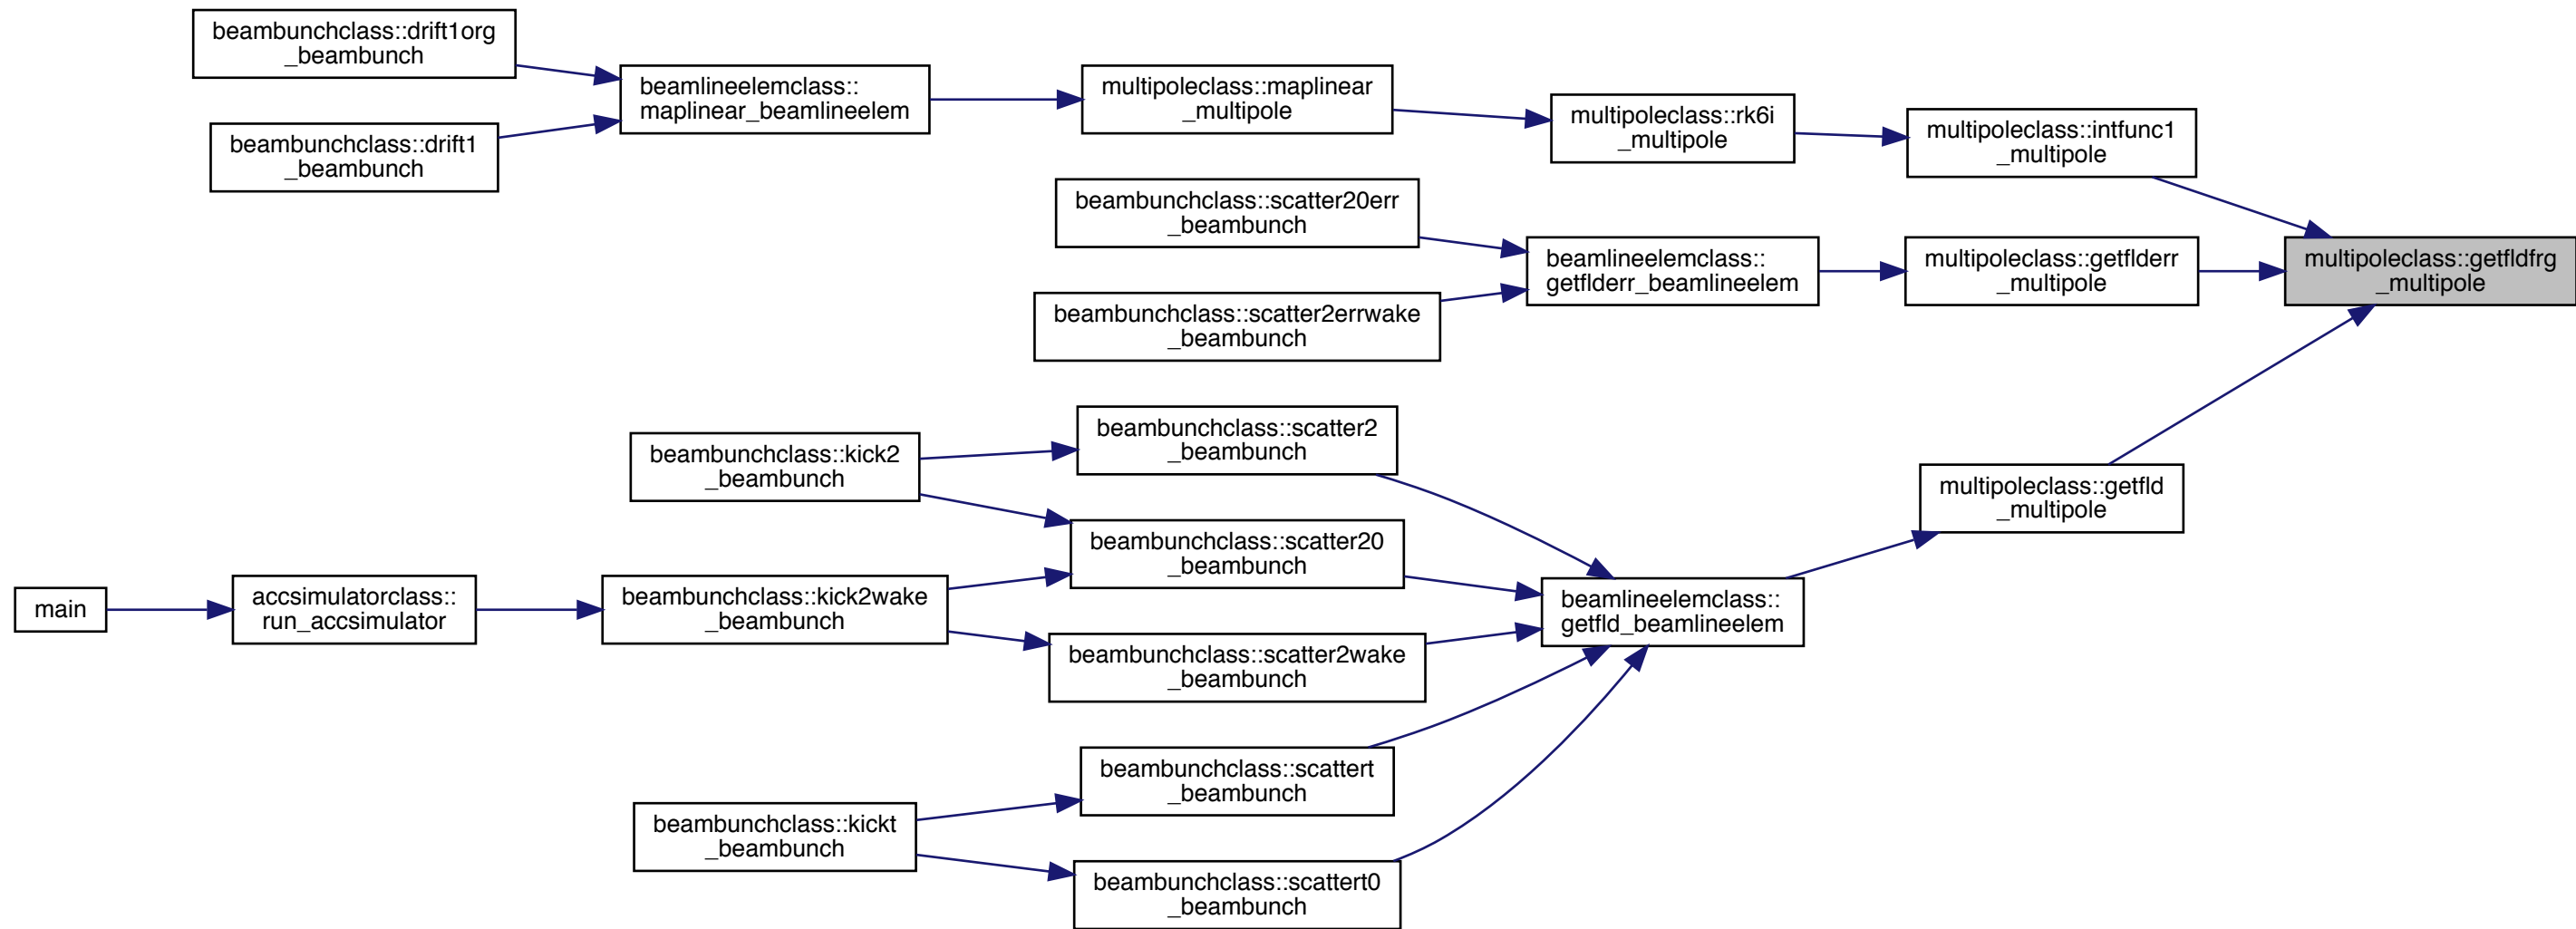 beambunchclass::drift1org
_beambunch
beambunchclass::drift1
_beambunch
beamlineelemclass::
maplinear_beamlineelem
multipoleclass::maplinear
_multipole
multipoleclass::rk6i
_multipole
multipoleclass::intfunc1
_multipole
beambunchclass::scatter20err
_beambunch
beambunchclass::scatter2errwake
_beambunch
beamlineelemclass::
getflderr_beamlineelem
multipoleclass::getflderr
_multipole
multipoleclass::getfldfrg
_multipole
beambunchclass::kick2
_beambunch
beambunchclass::scatter2
_beambunch
beambunchclass::scatter20
_beambunch
multipoleclass::getfld
_multipole
main
accsimulatorclass::
run_accsimulator
beambunchclass::kick2wake
_beambunch
beambunchclass::scatter2wake
_beambunch
beamlineelemclass::
getfld_beamlineelem
beambunchclass::scattert
_beambunch
beambunchclass::kickt
_beambunch
beambunchclass::scattert0
_beambunch